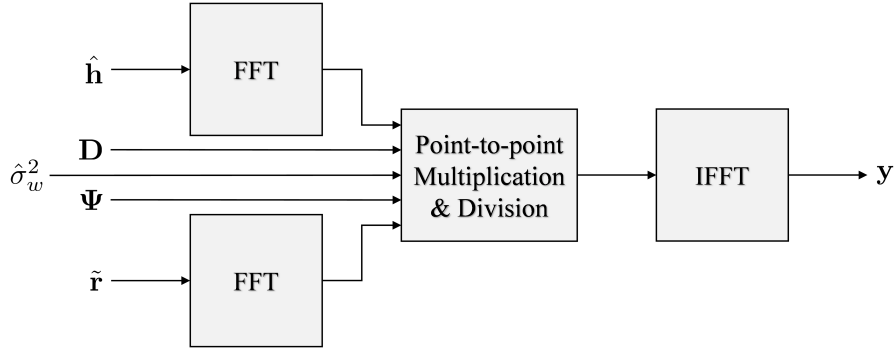 ĥ
FFT
D
σ̂²_w
Ψ
Point-to-point
Multiplication
& Division
IFFT
y
r̃
FFT